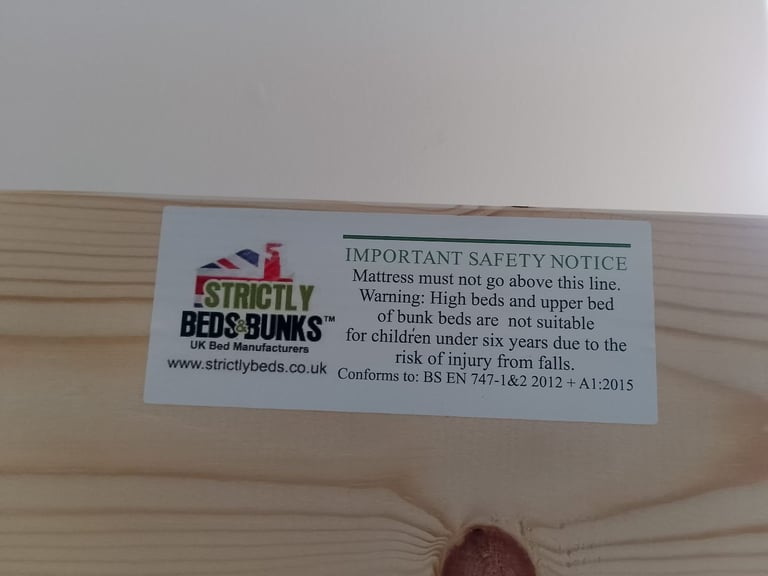 STRICTLY
BEDS&BUNKS™
UK Bed Manufacturers
www.strictlybeds.co.uk
IMPORTANT SAFETY NOTICE
Mattress must not go above this line.
Warning: High beds and upper bed
of bunk beds are not suitable
for children under six years due to the
risk of injury from falls.
Conforms to: BS EN 747-1&2 2012 + A1:2015